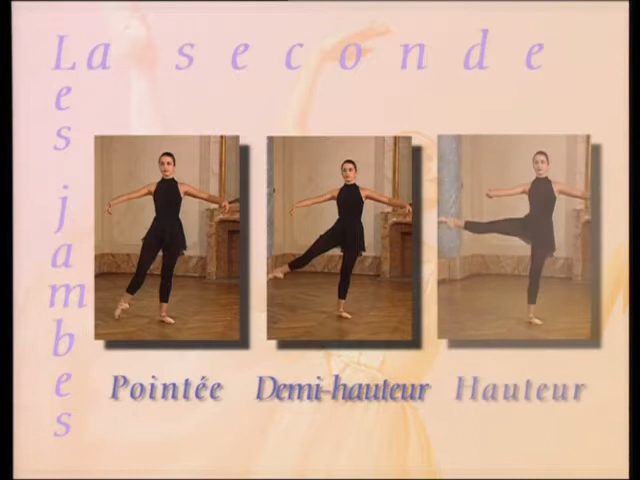 La seconde
Les jambes
Pointée
Demi-hauteur
Hauteur